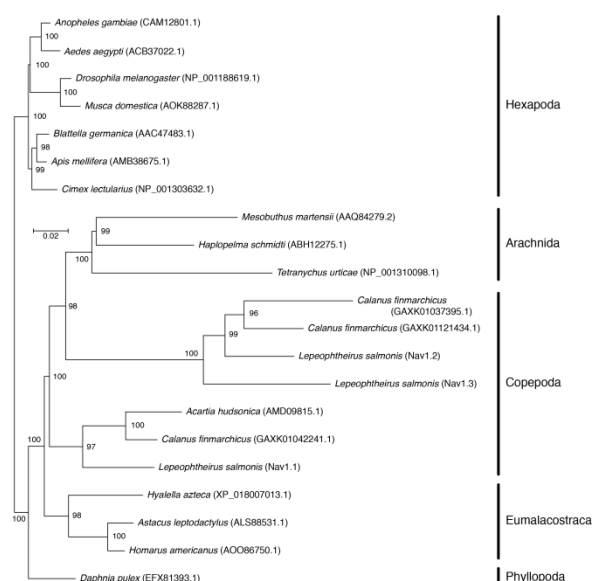 Anopheles gambiae (CAM12801.1)
100
Aedes aegypti (ACB37022.1)
Drosophila melanogaster (NP_001188619.1)
100
Musca domestica (AOK88287.1)
100
Hexapoda
Blattella germanica (AAC47483.1)
98
Apis mellifera (AMB38675.1)
99
Cimex lectularius (NP_001303632.1)
Mesobuthus martensii (AAQ84279.2)
0.02
99
Haplopelma schmidti (ABH12275.1)
Arachnida
100
Tetranychus urticae (NP_001310098.1)
98
Calanus finmarchicus
(GAXK01037395.1)
96
Calanus finmarchicus (GAXK01121434.1)
99
100
Lepeophtheirus salmonis (Nav1.2)
Lepeophtheirus salmonis (Nav1.3)
Copepoda
100
Acartia hudsonica (AMD09815.1)
100
Calanus finmarchicus (GAXK01042241.1)
100
97
Lepeophtheirus salmonis (Nav1.1)
Hyalella azteca (XP_018007013.1)
98
100
Astacus leptodactylus (ALS88531.1)
Eumalacostraca
100
Homarus americanus (AOO86750.1)
Daphnia pulex (EFX81393.1)
Phyllopoda